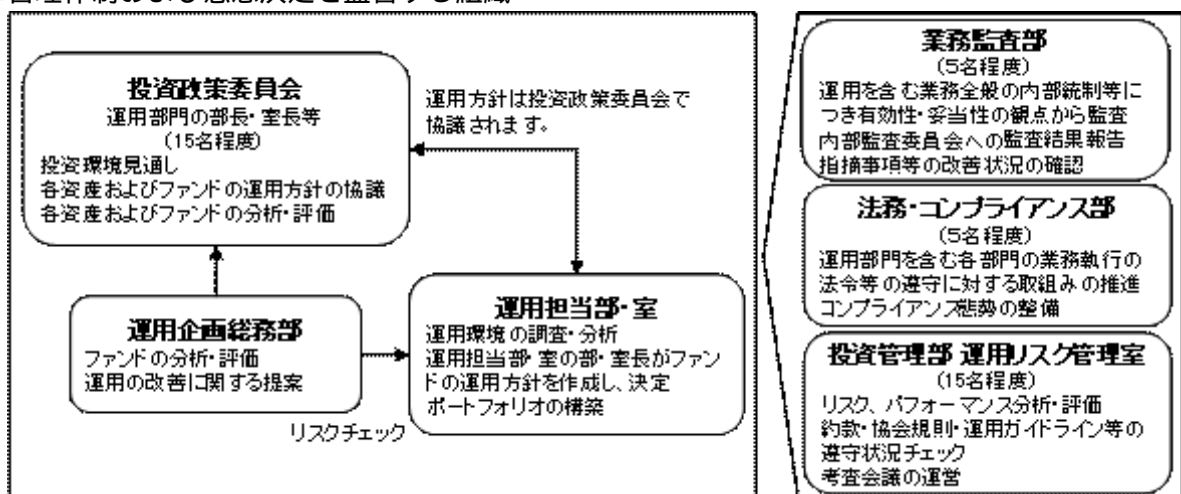 管理体制および意思決定を監督する組織
投資政策委員会
運用部門の部長・室長等
(15名程度)
投資環境見通し
各資産およびファンドの運用方針の協議
各資産およびファンドの分析・評価
運用方針は投資政策委員会で
協議されます。
運用企画総務部
ファンドの分析・評価
運用の改善に関する提案
リスクチェック
運用担当部・室
運用環境の調査・分析
運用担当部・室の部・室長がファン
ドの運用方針を作成し、決定
ポートフォリオの構築
業務監査部
(5名程度)
運用を含む業務全般の内部統制等に
つき有効性・妥当性の観点から監査
内部監査委員会への監査結果報告
指摘事項等の改善状況の確認
法務・コンプライアンス部
(5名程度)
運用部門を含む各部門の業務執行の
法令等の遵守に対する取組みの推進
コンプライアンス態勢の整備
投資管理部 運用リスク管理室
(15名程度)
リスク、パフォーマンス分析・評価
約款・協会規則・運用ガイドライン等の
遵守状況チェック
考査会議の運営